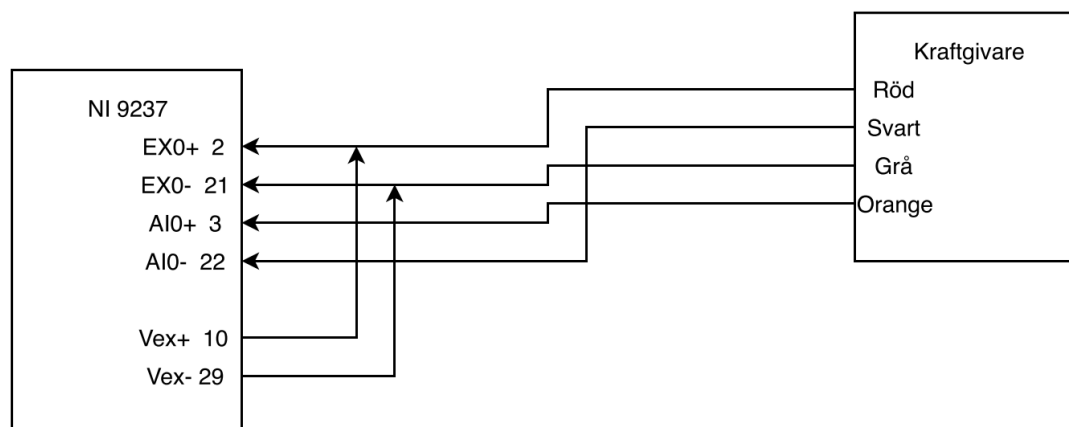 NI 9237
EX0+ 2
EX0- 21
AI0+ 3
AI0- 22
Vex+ 10
Vex- 29
Kraftgivare
Röd
Svart
Grå
Orange